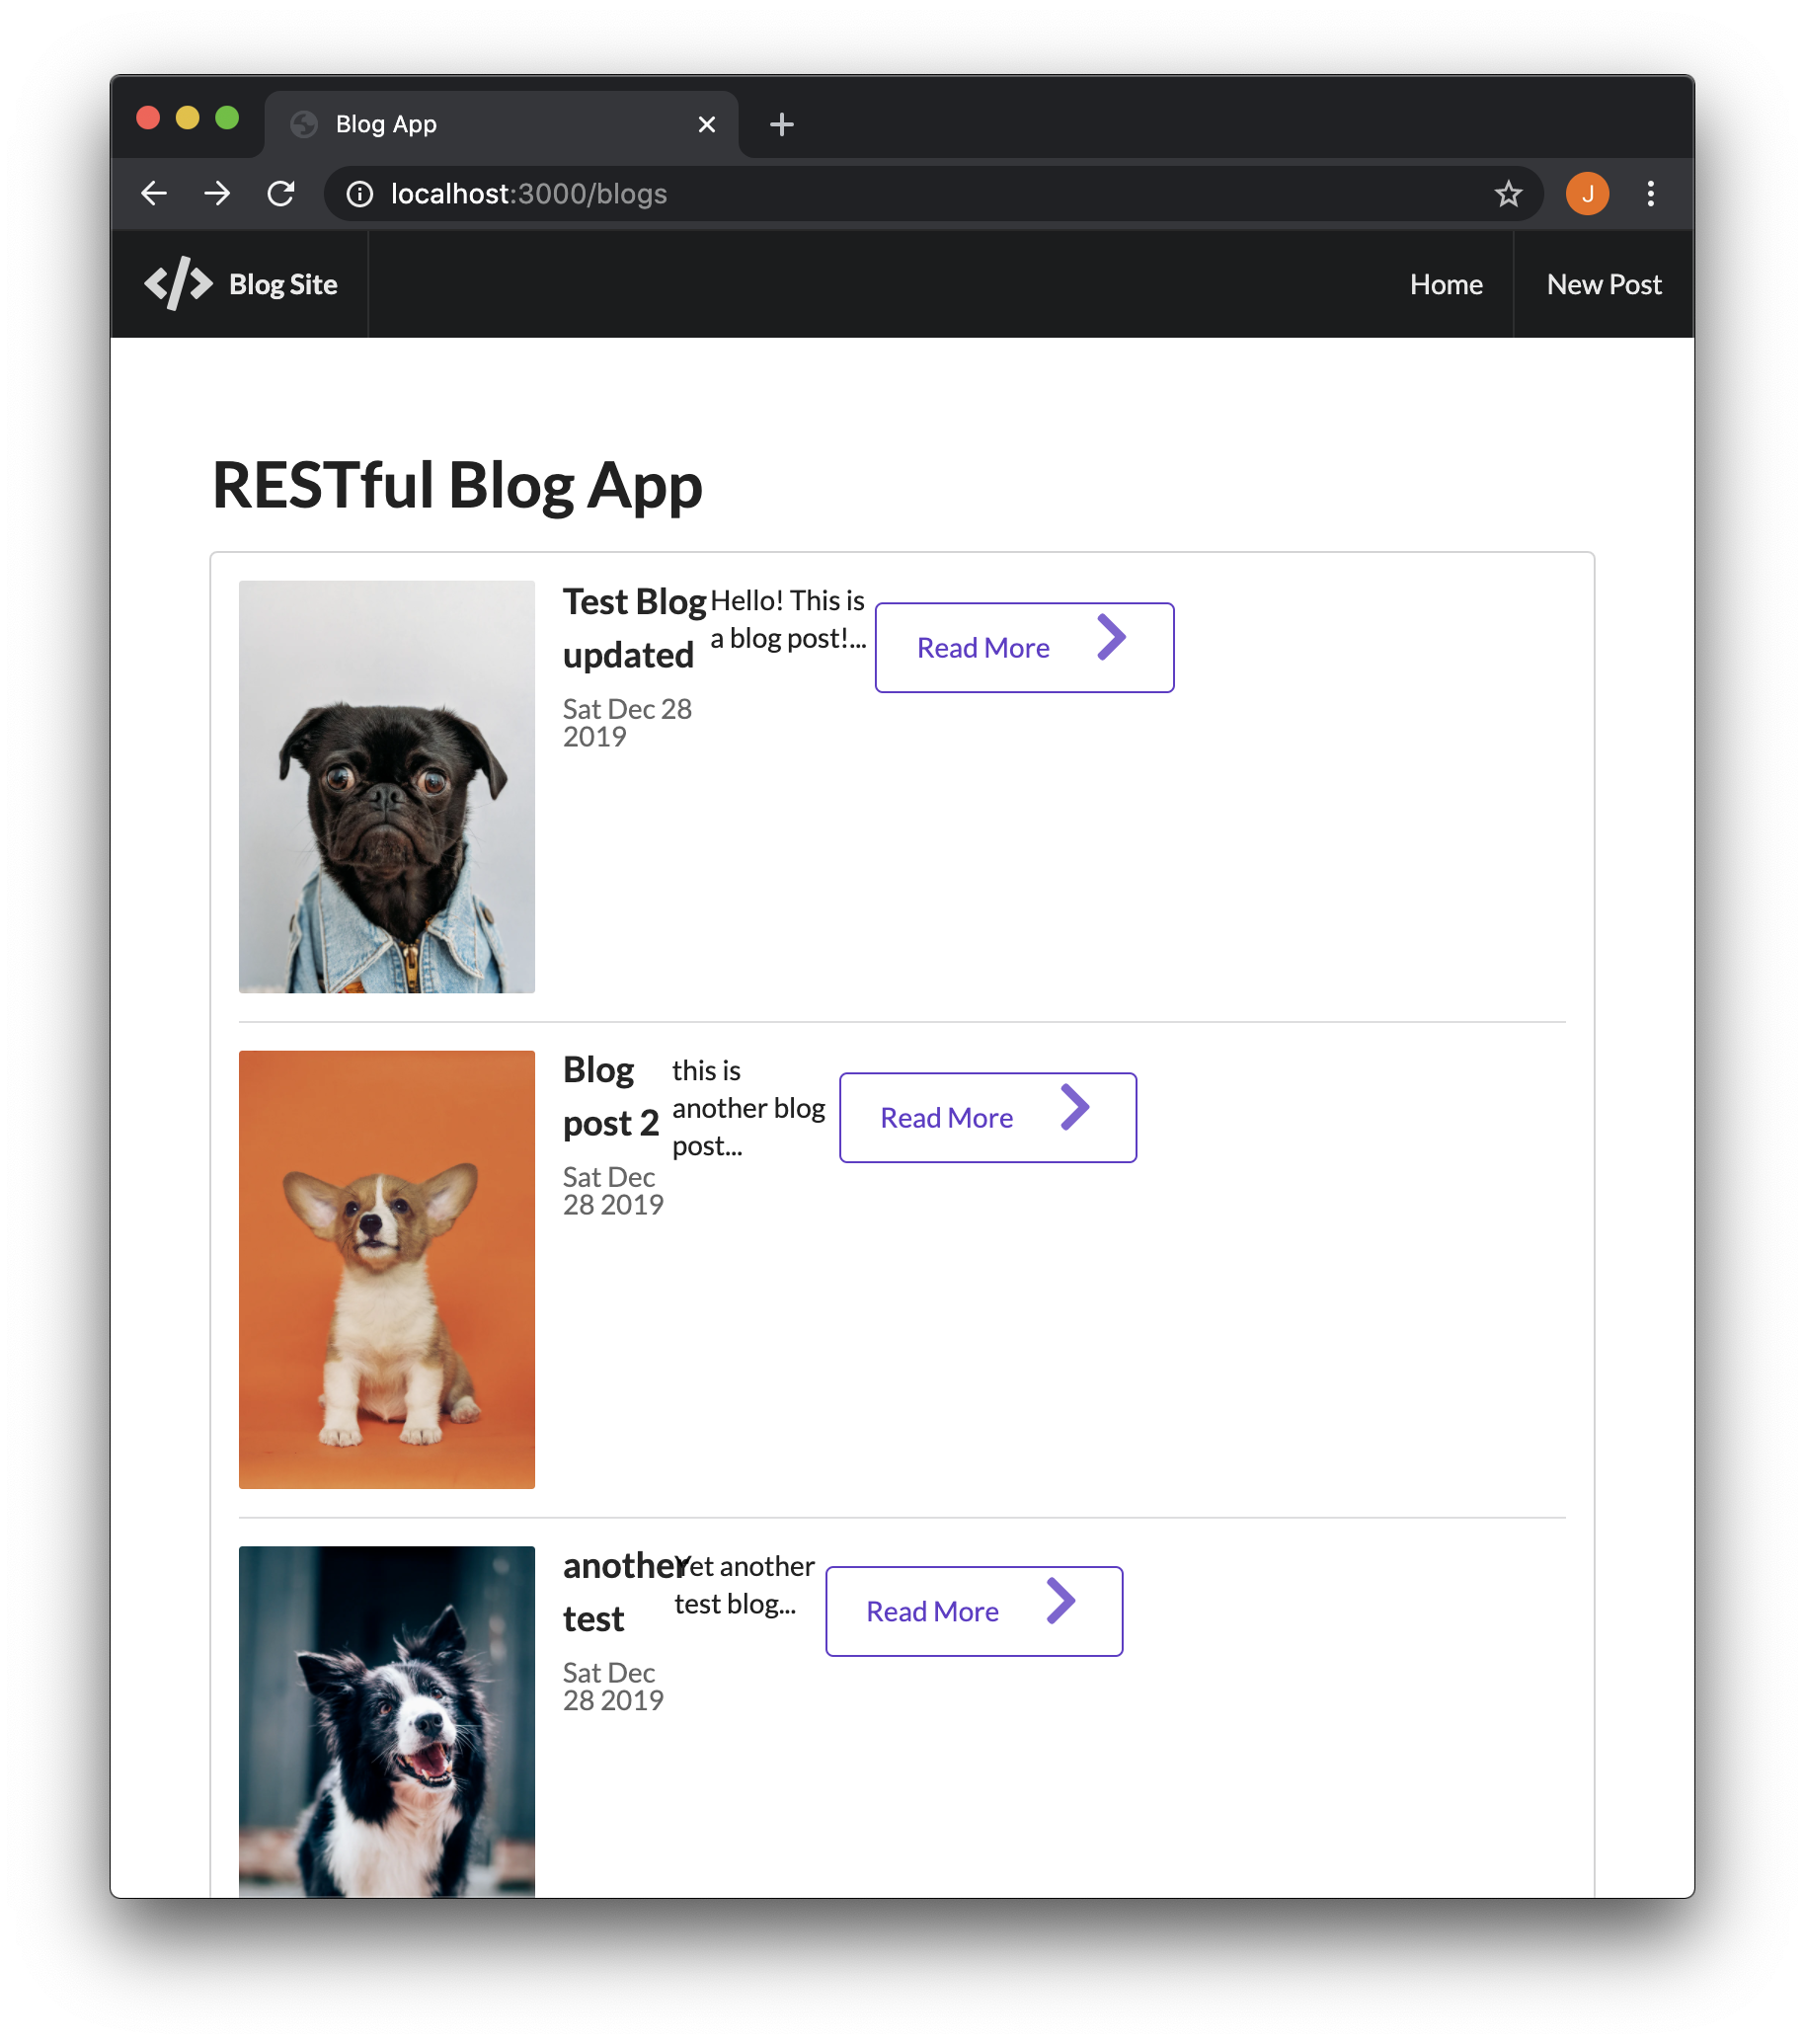 Blog App
localhost:3000/blogs
J
</> Blog Site
Home
New Post
RESTful Blog App
Test Blog
updated
Sat Dec 28
2019
Hello! This is
a blog post!...
Read More
Blog
post 2
Sat Dec
28 2019
this is
another blog
post...
Read More
another
test
Sat Dec
28 2019
Yet another
test blog...
Read More